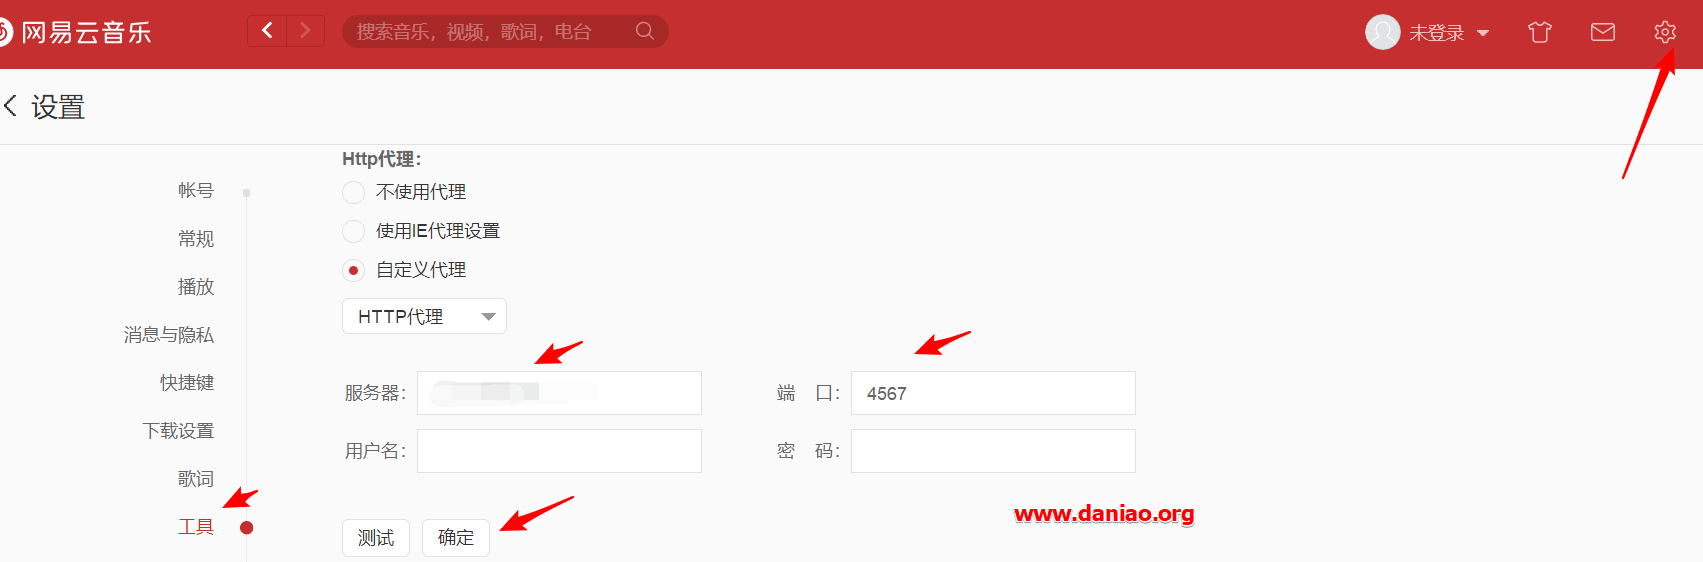 网易云音乐
搜索音乐，视频，歌词，电台
未登录
设置
Http代理：
帐号
不使用代理
常规
使用IE代理设置
播放
自定义代理
消息与隐私
HTTP代理
快捷键
服务器：
端 口： 4567
下载设置
用户名：
密 码：
歌词
工具
测试 确定
www.daniao.org